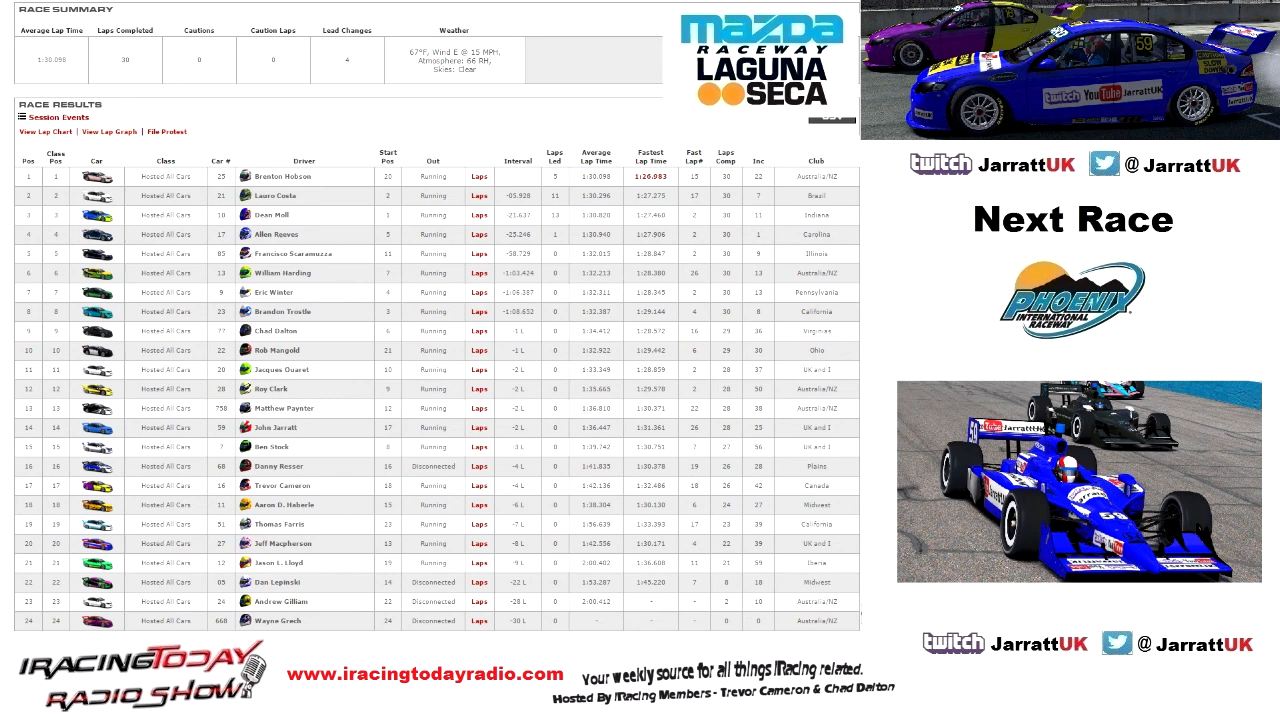 RACE SUMMARY
Average Lap Time Laps Completed Cautions Caution Laps Lead Changes Weather
1:30.098 30 0 0 4 67°F, Wind E @ 15 MPH, Atmosphere: 66 RH, Skies: Clear
mazda
RACEWAY
LAGUNA
SECA
RACE RESULTS
Session Events
View Lap Chart | View Lap Graph | File Protest
Pos Class Pos Car Class Car # Driver Start Pos Out Interval Laps Led Average Lap Time Fastest Lap Time Fast Lap# Laps Comp Inc Club
1 1 Hosted All Cars 15 Brenton Hobson Running Laps 5 1:30.098 1:26.983 15 30 22 Australia/NZ
2 2 Hosted All Cars 21 Lauro Costa 2 Running Laps -05.928 11 1:30.296 1:27.275 17 30 7 Brazil
3 3 Hosted All Cars 10 Dean Moll Running Laps -21.637 13 1:30.820 1:27.460 2 30 11 Indiana
4 4 Hosted All Cars 17 Allen Reeves Running Laps -25.246 1 1:30.940 1:27.906 2 30 1 Carolina
5 5 Hosted All Cars 85 Francisco Scaramuzza 11 Running Laps -58.729 0 1:32.015 1:28.847 2 30 9 Illinois
6 6 Hosted All Cars 13 William Harding 7 Running Laps -1:03.424 0 1:32.213 1:28.380 26 30 13 Australia/NZ
7 7 Hosted All Cars 9 Eric Winter Running Laps -1:06.387 0 1:32.311 1:28.345 2 30 13 Pennsylvania
8 8 Hosted All Cars 23 Brandon Trostle 3 Running Laps -1:08.652 0 1:32.387 1:29.144 4 30 8 California
9 9 Hosted All Cars 77 Chad Dalton Running Laps -1 L 0 1:34.412 1:28.572 16 29 36 Virginias
10 10 Hosted All Cars 22 Rob Mangold 21 Running Laps -1 L 0 1:32.922 1:29.442 6 29 30 Ohio
11 11 Hosted All Cars 20 Jacques Ouaret 10 Running Laps -2 L 0 1:33.349 1:28.859 2 28 37 UK and I
12 12 Hosted All Cars 28 Roy Clark 9 Running Laps -2 L 0 1:35.665 1:29.578 2 28 50 Australia/NZ
13 13 Hosted All Cars 758 Matthew Paynter 12 Running Laps -2 L 0 1:36.810 1:30.371 22 28 38 Australia/NZ
14 14 Hosted All Cars 59 John Jarratt Running Laps -2 L 0 1:36.447 1:31.361 26 28 25 UK and I
15 15 Hosted All Cars 7 Ben Stock 8 Running Laps -3 L 0 1:39.742 1:30.751 7 27 56 UK and I
16 16 Hosted All Cars 68 Danny Resser 16 Disconnected Laps -4 L 0 1:41.835 1:30.378 19 26 28 Plains
17 17 Hosted All Cars 16 Trevor Cameron 18 Running Laps -4 L 0 1:42.136 1:32.486 18 26 42 Canada
18 18 Hosted All Cars 11 Aaron D. Haberle 15 Running Laps -6 L 0 1:38.304 1:30.130 6 24 27 Midwest
19 19 Hosted All Cars 51 Thomas Farris Running Laps -7 L 0 1:56.639 1:33.393 17 23 39 California
20 20 Hosted All Cars 27 Jeff Macpherson 13 Running Laps -8 L 0 1:42.556 1:30.171 4 22 39 UK and I
21 21 Hosted All Cars 12 Jason L. Lloyd Running Laps -9 L 0 2:00.402 1:36.608 11 21 59 Iberia
22 22 Hosted All Cars 05 Dan Lepinski Disconnected Laps -22 L 0 1:53.287 1:45.220 7 8 18 Midwest
23 23 Hosted All Cars 24 Andrew Gilliam 22 Disconnected Laps -28 L 0 2:00.412 - - 2 10 Australia/NZ
24 24 Hosted All Cars 668 Wayne Grech 24 Disconnected Laps -30 L 0 - - - 0 0 Australia/NZ
59
twitch YouTube JarrattUK
CAUTION SLOW DOWN
twitch JarrattUK @ JarrattUK
Next Race
PHOENIX
INTERNATIONAL
RACEWAY
YouTube JarrattUK
59
twitch JarrattUK @ JarrattUK
IRACINGTODAY
RADIO SHOW
www.iracingtodayradio.com
Your weekly source for all things iRacing related.
Hosted By iRacing Members - Trevor Cameron & Chad Dalton